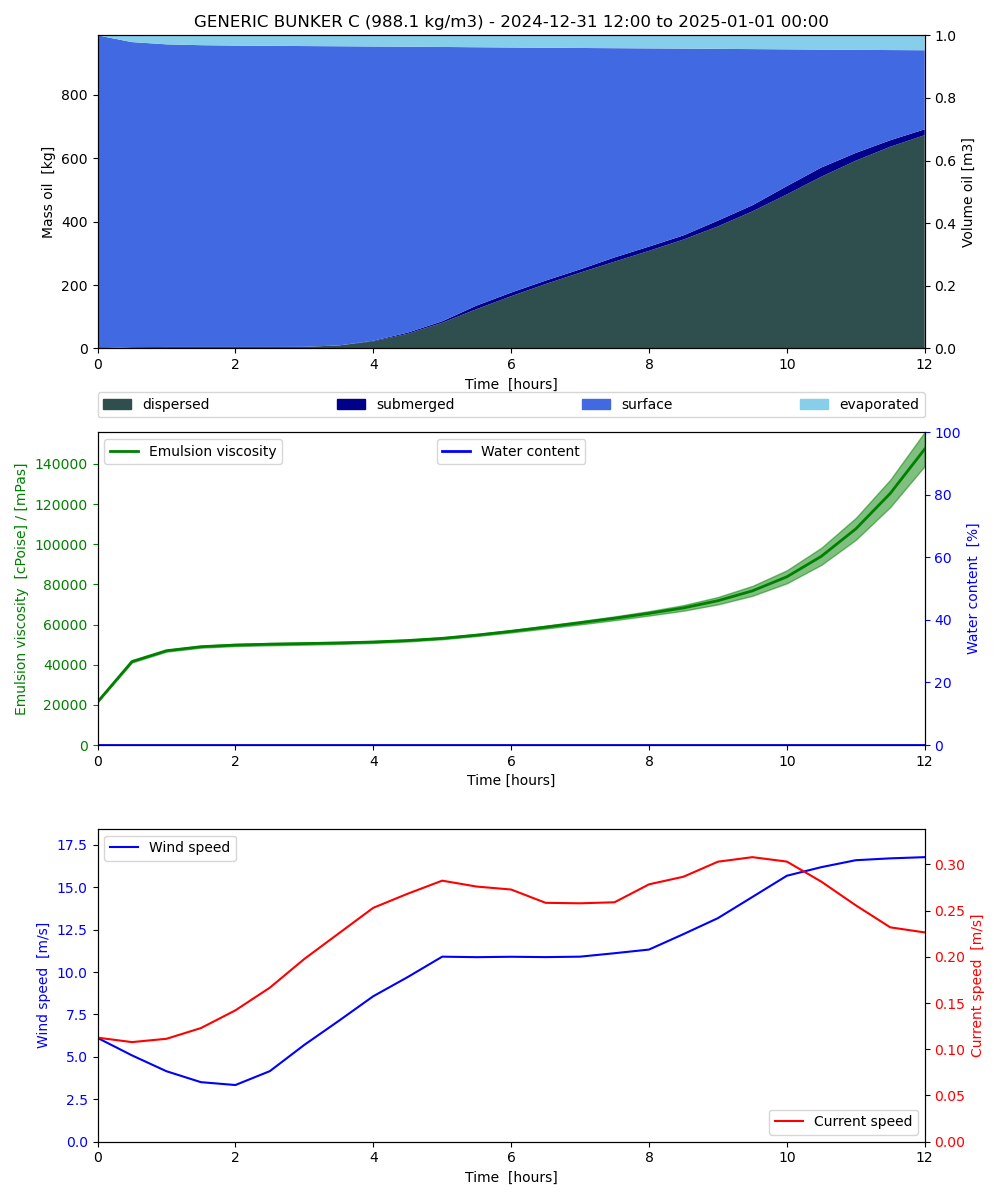 GENERIC BUNKER C (988.1 kg/m3) - 2024-12-31 12:00 to 2025-01-01 00:00
Mass oil  [kg]
800
600
400
200
0
1.0
0.8
0.6
0.4
0.2
0.0
Volume oil [m3]
0 2 4 6 8 10 12
Time  [hours]
dispersed submerged surface evaporated
Emulsion viscosity Water content
Emulsion viscosity  [cPoise] / [mPas]
140000
120000
100000
80000
60000
40000
20000
0
100
80
60
40
20
0
Water content  [%]
0 2 4 6 8 10 12
Time [hours]
Wind speed
Wind speed  [m/s]
17.5
15.0
12.5
10.0
7.5
5.0
2.5
0.0
0.30
0.25
0.20
0.15
0.10
0.05
0.00
Current speed  [m/s]
Current speed
0 2 4 6 8 10 12
Time  [hours]